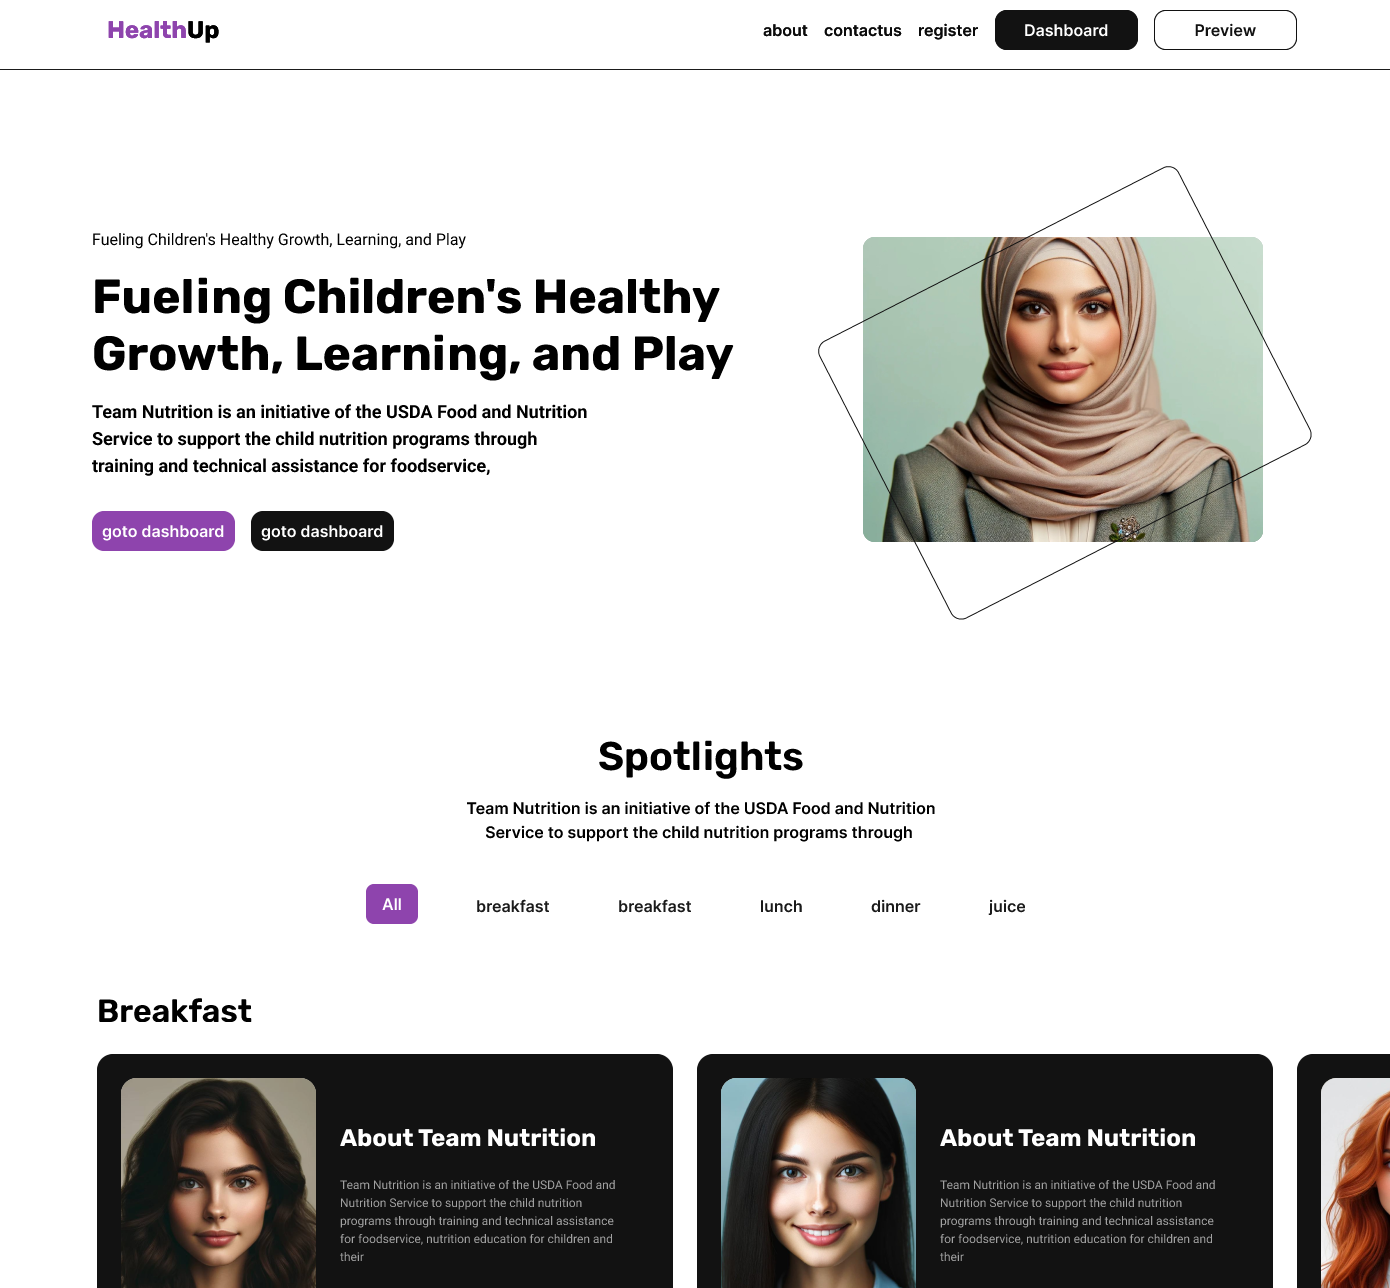 HealthUp
about contactus register Dashboard Preview
Fueling Children's Healthy Growth, Learning, and Play
Fueling Children's Healthy
Growth, Learning, and Play
Team Nutrition is an initiative of the USDA Food and Nutrition
Service to support the child nutrition programs through
training and technical assistance for foodservice,
goto dashboard goto dashboard
Spotlights
Team Nutrition is an initiative of the USDA Food and Nutrition
Service to support the child nutrition programs through
All breakfast breakfast lunch dinner juice
Breakfast
About Team Nutrition
Team Nutrition is an initiative of the USDA Food and
Nutrition Service to support the child nutrition
programs through training and technical assistance
for foodservice, nutrition education for children and
their
About Team Nutrition
Team Nutrition is an initiative of the USDA Food and
Nutrition Service to support the child nutrition
programs through training and technical assistance
for foodservice, nutrition education for children and
their